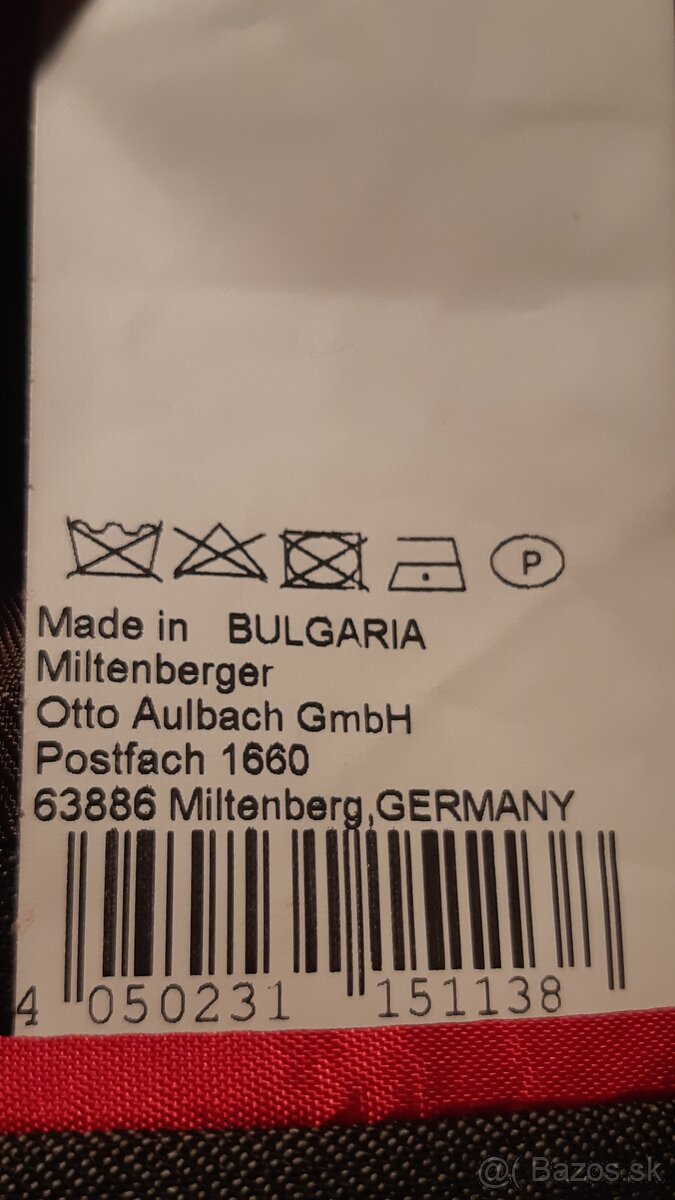 P
Made in BULGARIA
Miltenberger
Otto Aulbach GmbH
Postfach 1660
63886 Miltenberg,GERMANY
4 050231 151138
@( Bazos.sk